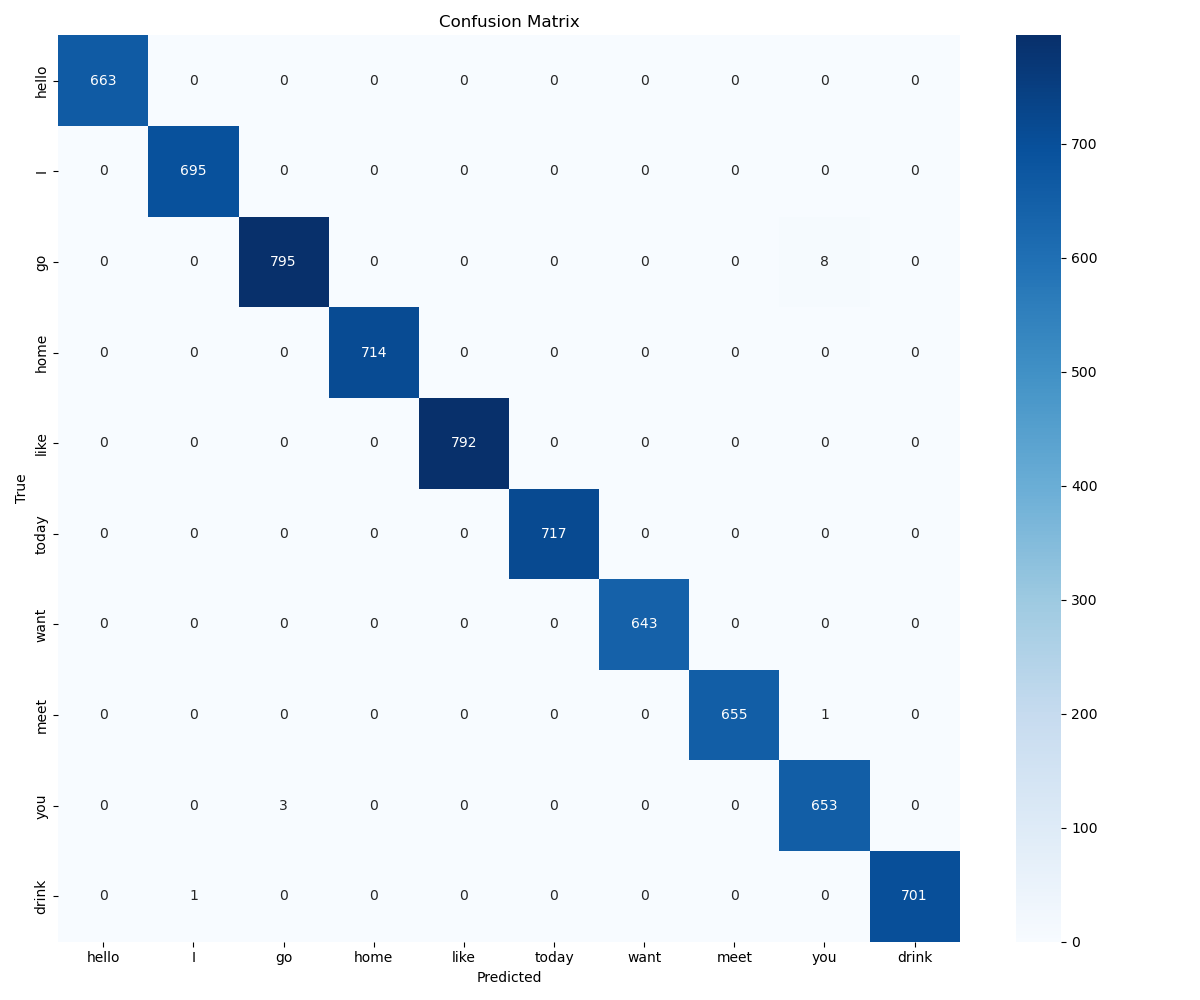 Confusion Matrix
hello 663 0 0 0 0 0 0 0 0 0
I 0 695 0 0 0 0 0 0 0 0
go 0 0 795 0 0 0 0 0 8 0
home 0 0 0 714 0 0 0 0 0 0
like 0 0 0 0 792 0 0 0 0 0
today 0 0 0 0 0 717 0 0 0 0
want 0 0 0 0 0 0 643 0 0 0
meet 0 0 0 0 0 0 0 655 1 0
you 0 0 3 0 0 0 0 0 653 0
drink 0 1 0 0 0 0 0 0 0 701
hello I go home like today want meet you drink
Predicted
True
700
600
500
400
300
200
100
0